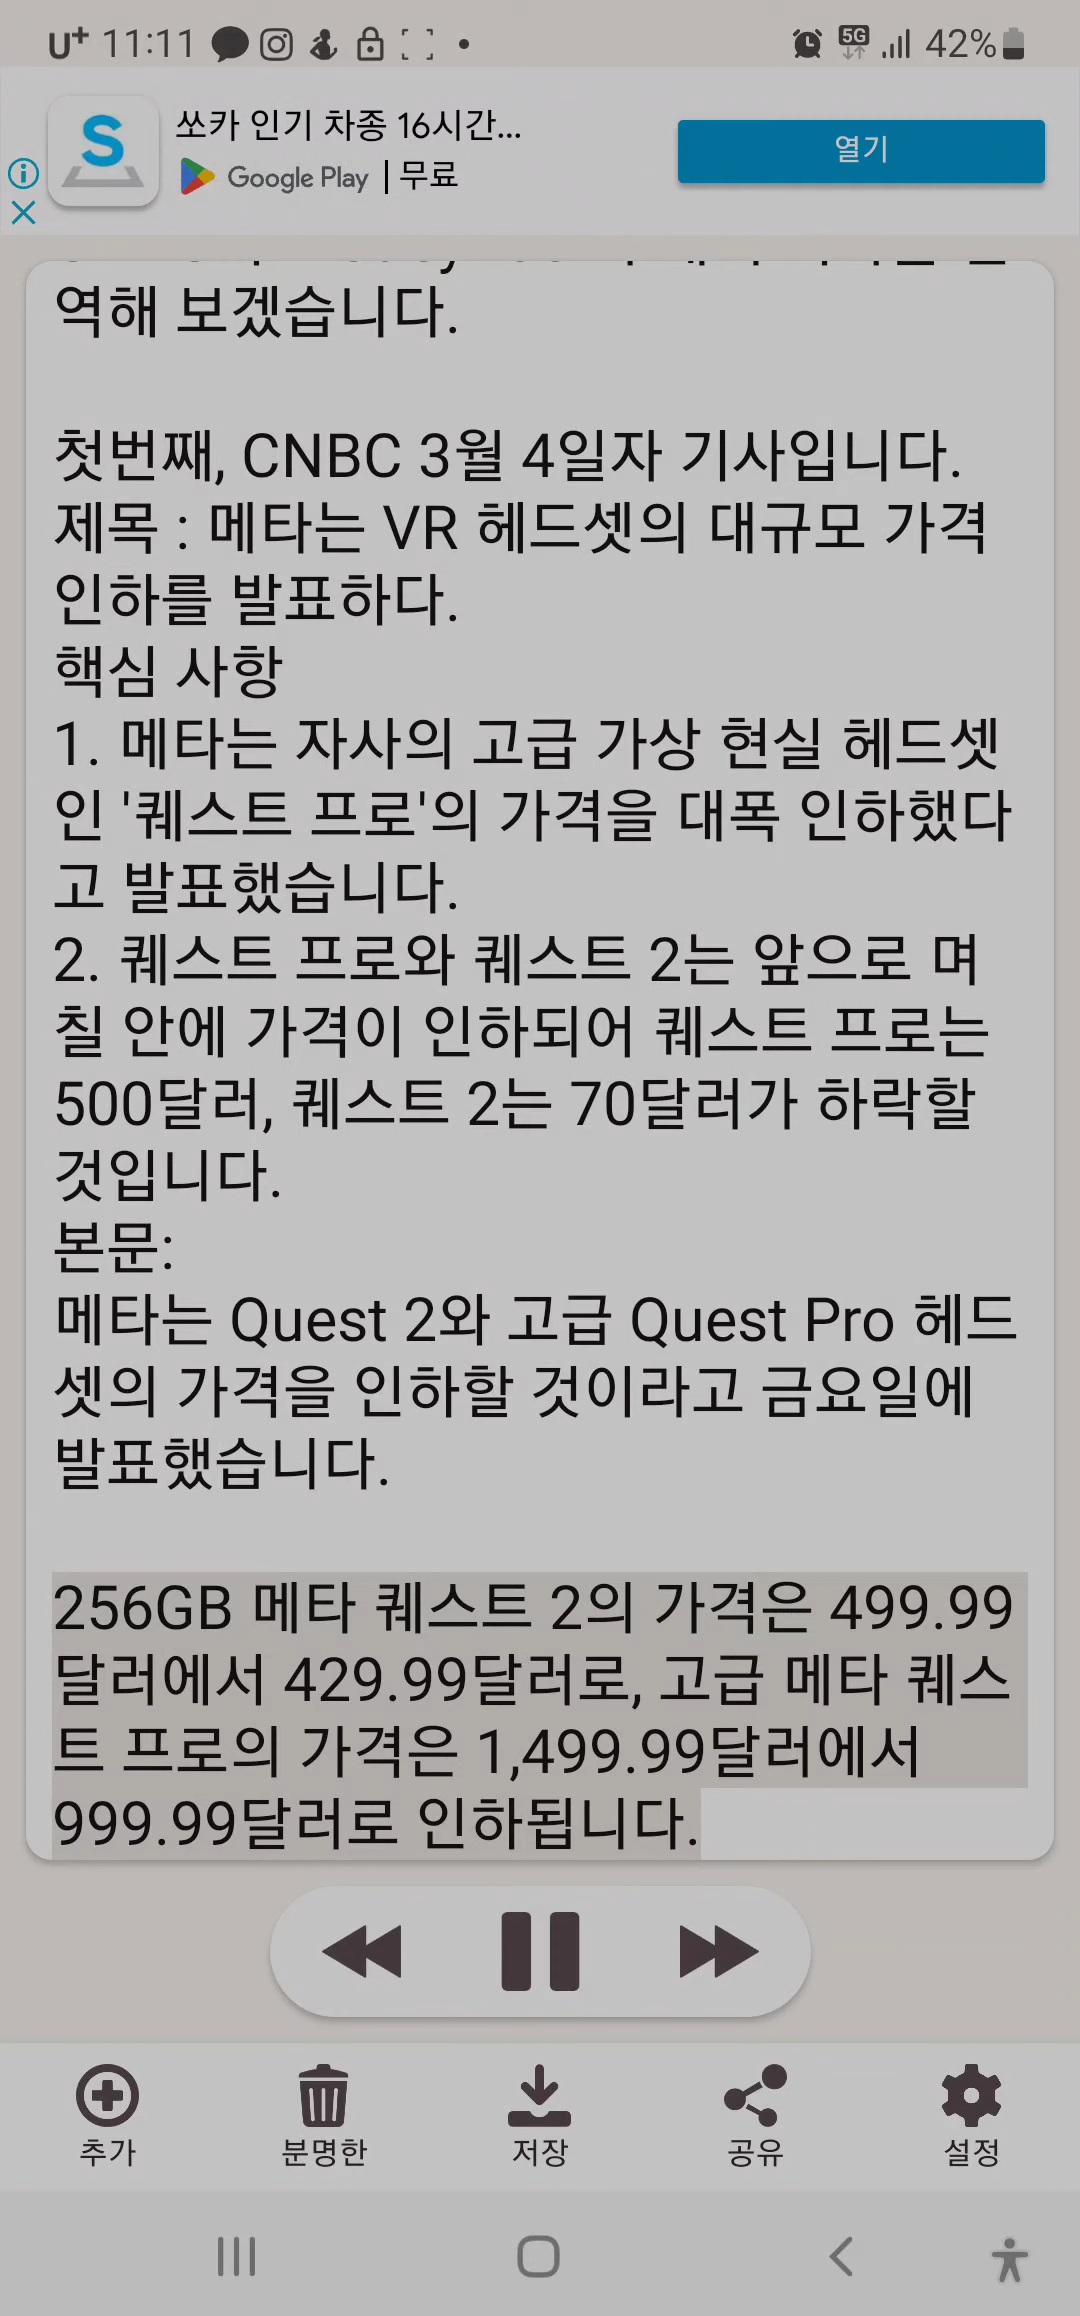 U+ 11:11 5G 42%
쏘카 인기 차종 16시간...
Google Play | 무료
열기
역해 보겠습니다.
첫번째, CNBC 3월 4일자 기사입니다.
제목 : 메타는 VR 헤드셋의 대규모 가격
인하를 발표하다.
핵심 사항
1. 메타는 자사의 고급 가상 현실 헤드셋
인 '퀘스트 프로'의 가격을 대폭 인하했다
고 발표했습니다.
2. 퀘스트 프로와 퀘스트 2는 앞으로 며
칠 안에 가격이 인하되어 퀘스트 프로는
500달러, 퀘스트 2는 70달러가 하락할
것입니다.
본문:
메타는 Quest 2와 고급 Quest Pro 헤드
셋의 가격을 인하할 것이라고 금요일에
발표했습니다.
256GB 메타 퀘스트 2의 가격은 499.99
달러에서 429.99달러로, 고급 메타 퀘스
트 프로의 가격은 1,499.99달러에서
999.99달러로 인하됩니다.
추가 분명한 저장 공유 설정